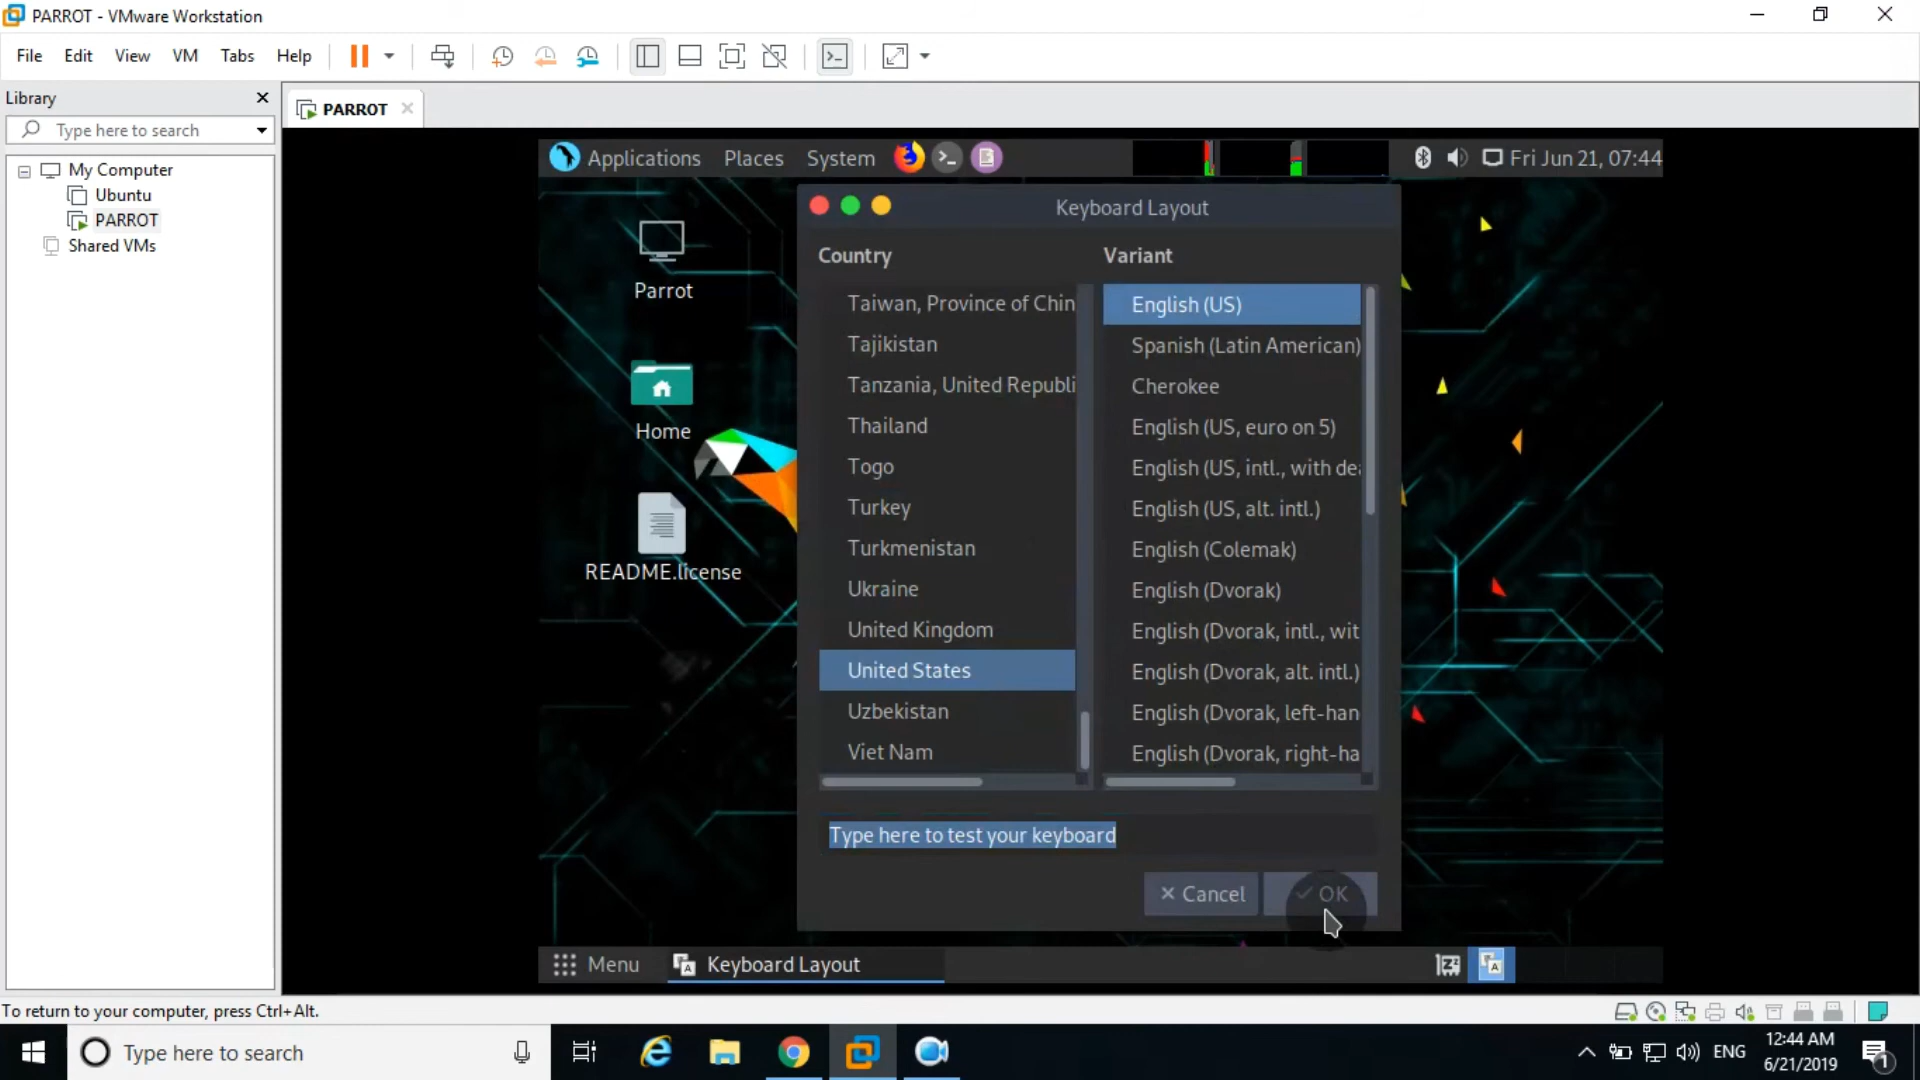 PARROT - VMware Workstation
File Edit View VM Tabs Help
Library
PARROT
Type here to search
My Computer
Ubuntu
PARROT
Shared VMs
Applications Places System
Fri Jun 21, 07:44
Parrot
Home
README.license
Keyboard Layout
Country
Variant
Taiwan, Province of Chin
Tajikistan
Tanzania, United Republi
Thailand
Togo
Turkey
Turkmenistan
Ukraine
United Kingdom
United States
Uzbekistan
Viet Nam
English (US)
Spanish (Latin American)
Cherokee
English (US, euro on 5)
English (US, intl., with dea
English (US, alt. intl.)
English (Colemak)
English (Dvorak)
English (Dvorak, intl., wit
English (Dvorak, alt. intl.)
English (Dvorak, left-han
English (Dvorak, right-ha
Type here to test your keyboard
Cancel
OK
Menu
Keyboard Layout
To return to your computer, press Ctrl+Alt.
Type here to search
ENG
12:44 AM
6/21/2019
1